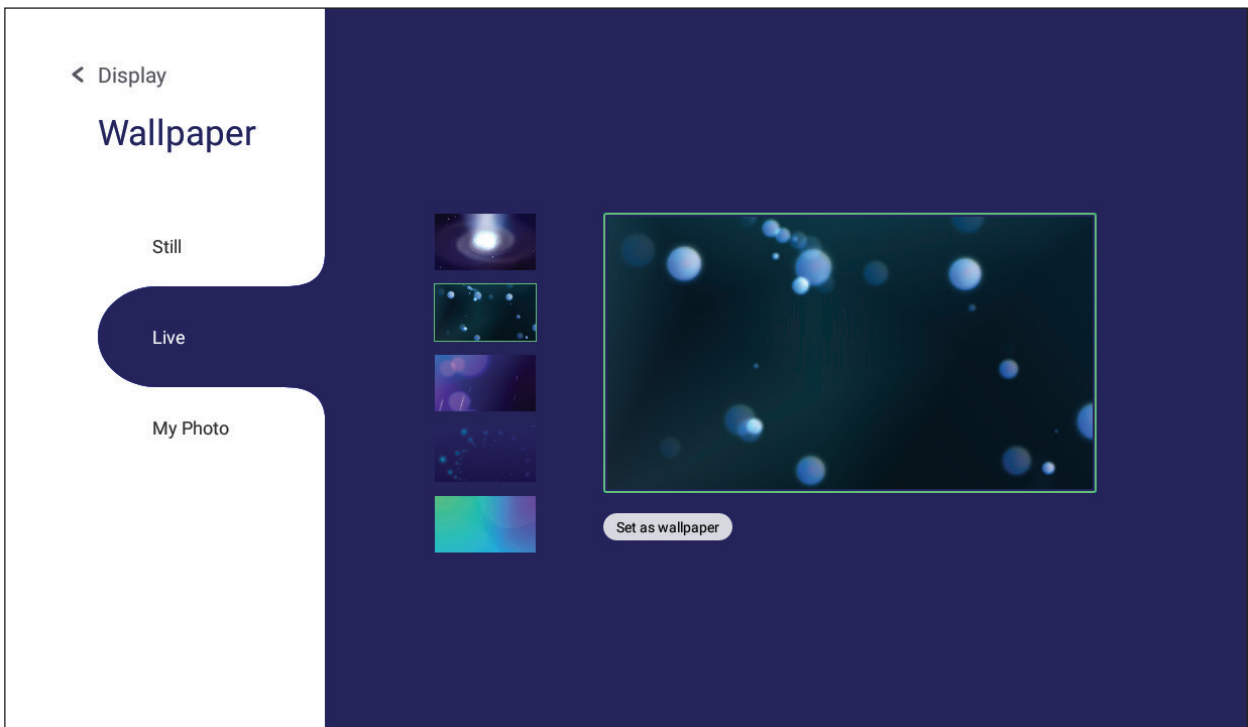 Display
Wallpaper
Still
Live
My Photo
Set as wallpaper